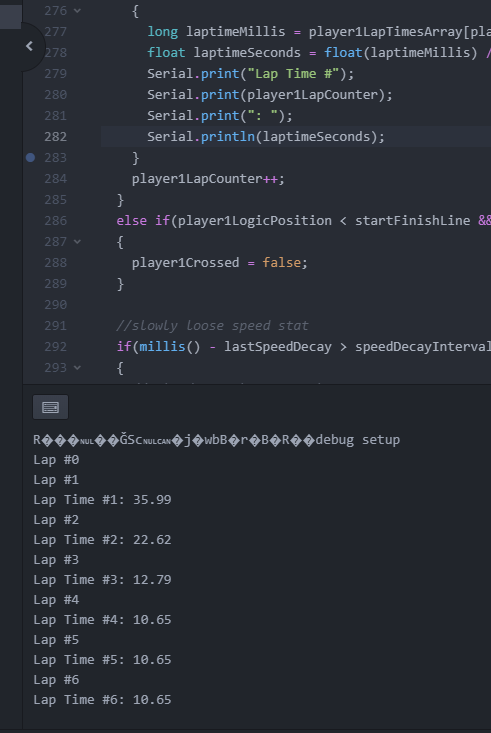 276 {
277 long laptimeMillis = player1LapTimesArray[pla
278 float laptimeSeconds = float(laptimeMillis) /
279 Serial.print("Lap Time #");
280 Serial.print(player1LapCounter);
281 Serial.print(": ");
282 Serial.println(laptimeSeconds);
283 }
284 player1LapCounter++;
285 }
286 else if(player1LogicPosition < startFinishLine &&
287 {
288 player1Crossed = false;
289 }
290
291 //slowly loose speed stat
292 if(millis() - lastSpeedDecay > speedDecayInterval
293 {
R���NUL��ĞScNULCAN�j�wbB�r�B�R��debug setup
Lap #0
Lap #1
Lap Time #1: 35.99
Lap #2
Lap Time #2: 22.62
Lap #3
Lap Time #3: 12.79
Lap #4
Lap Time #4: 10.65
Lap #5
Lap Time #5: 10.65
Lap #6
Lap Time #6: 10.65